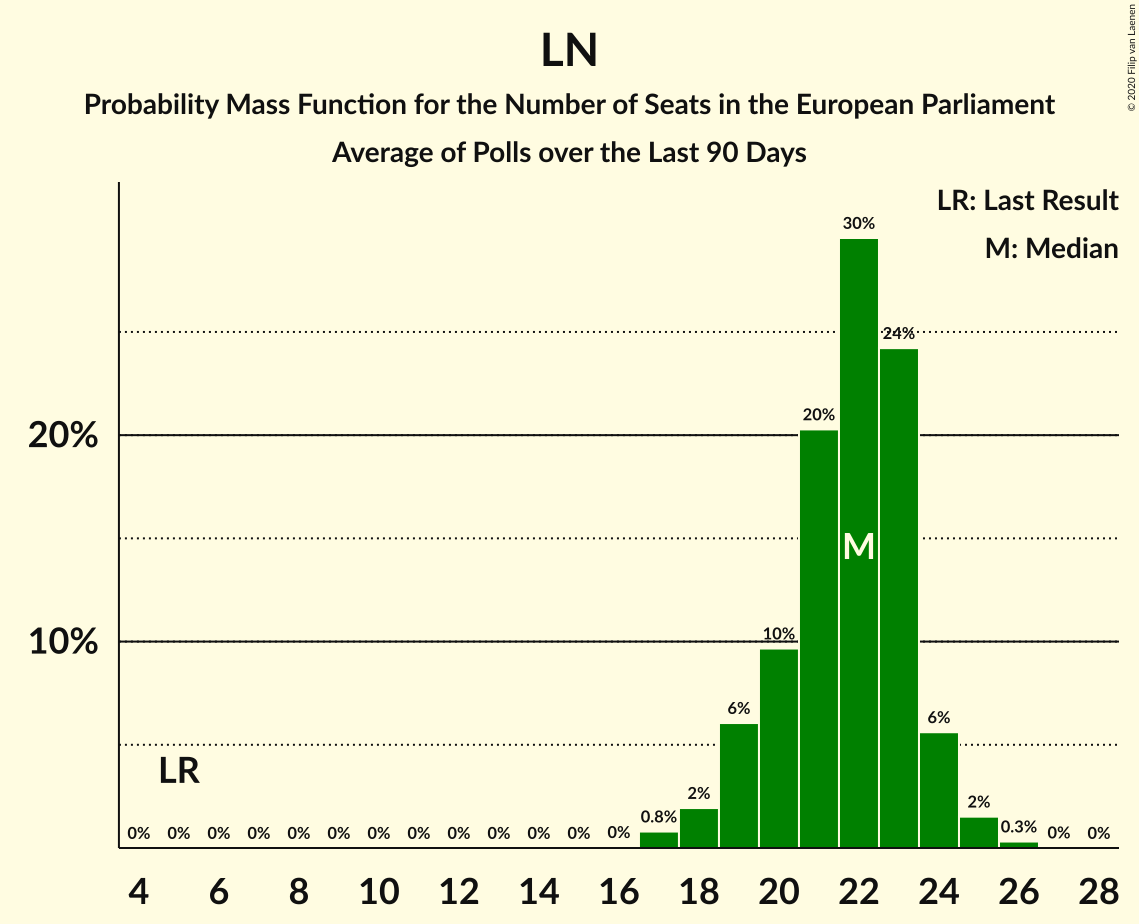 LN
Probability Mass Function for the Number of Seats in the European Parliament
Average of Polls over the Last 90 Days
© 2020 Filip van Laenen
LR: Last Result
M: Median
30%
24%
20%
20%
M
10%
10%
6%
6%
LR
2%
2%
0% 0% 0% 0% 0% 0% 0% 0% 0% 0% 0% 0% 0% 0.8% 0.3% 0% 0%
4 6 8 10 12 14 16 18 20 22 24 26 28